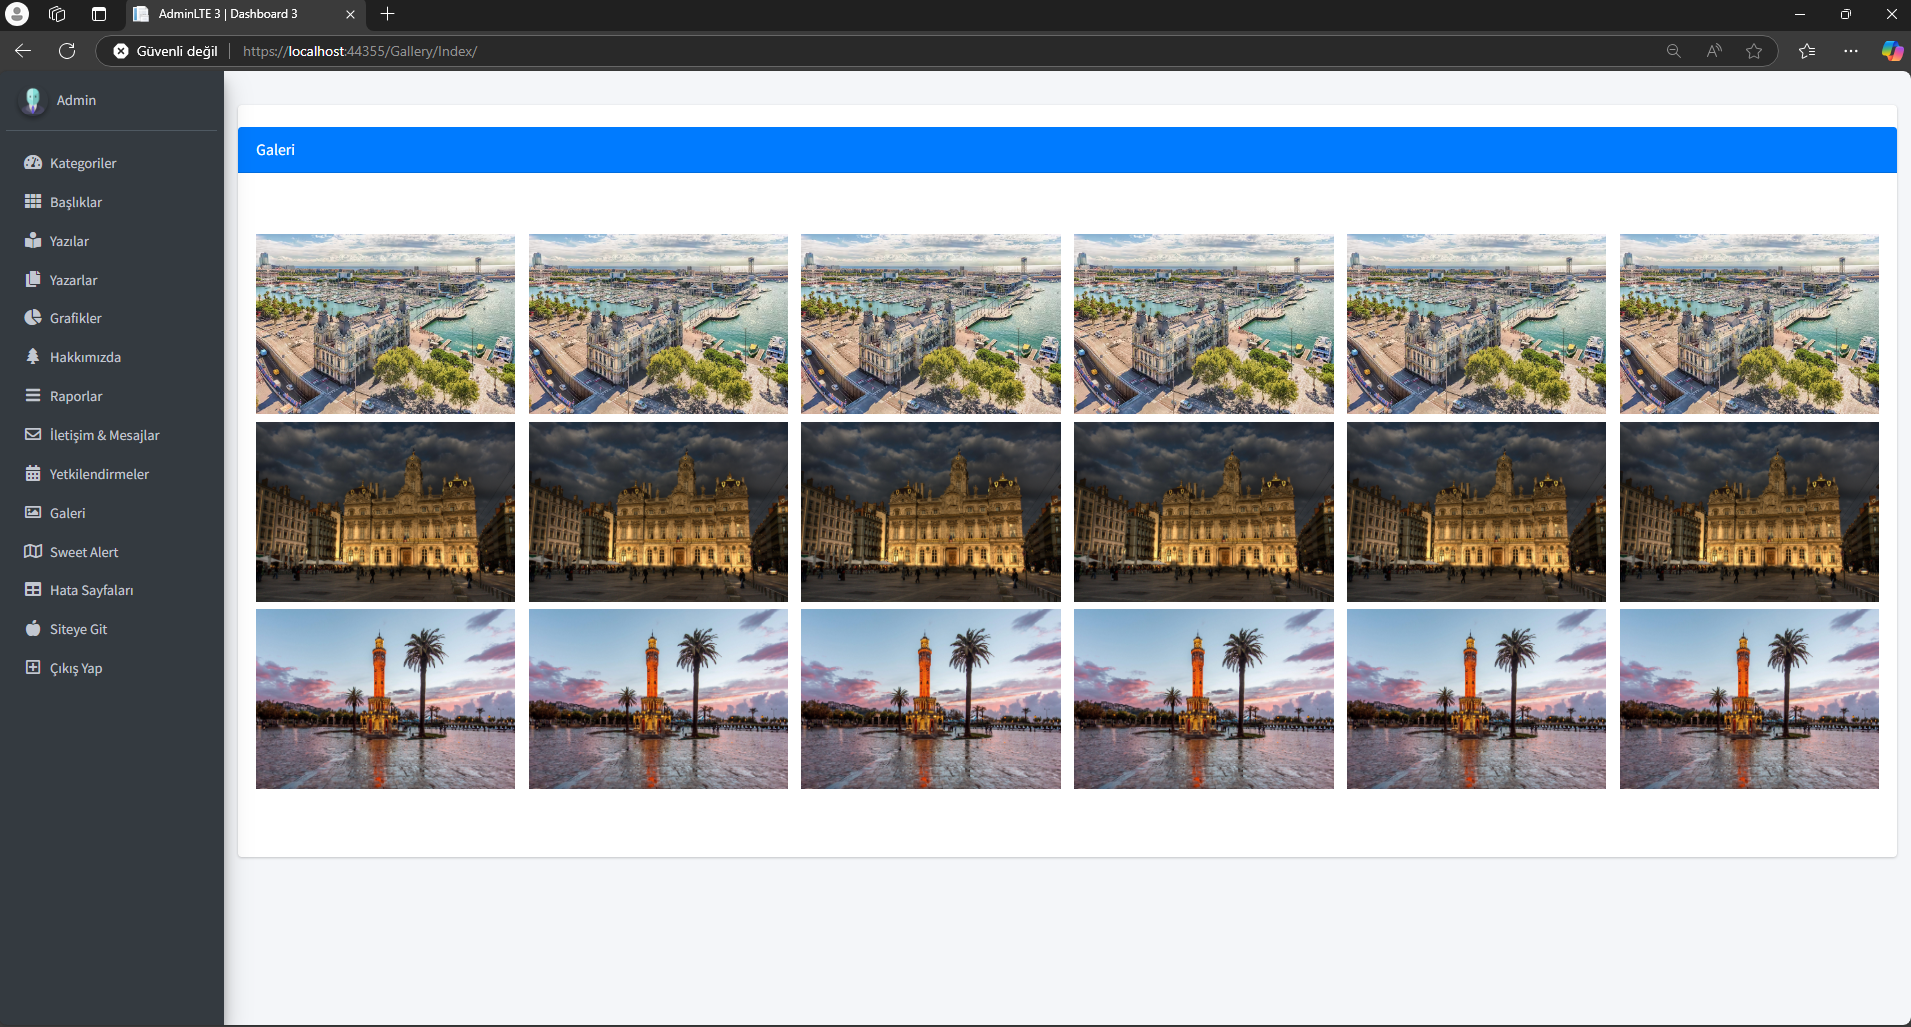 AdminLTE 3 | Dashboard 3
Güvenli değil
https://localhost:44355/Gallery/Index/
Admin
Kategoriler
Başlıklar
Yazılar
Yazarlar
Grafikler
Hakkımızda
Raporlar
İletişim & Mesajlar
Yetkilendirmeler
Galeri
Sweet Alert
Hata Sayfaları
Siteye Git
Çıkış Yap
Galeri